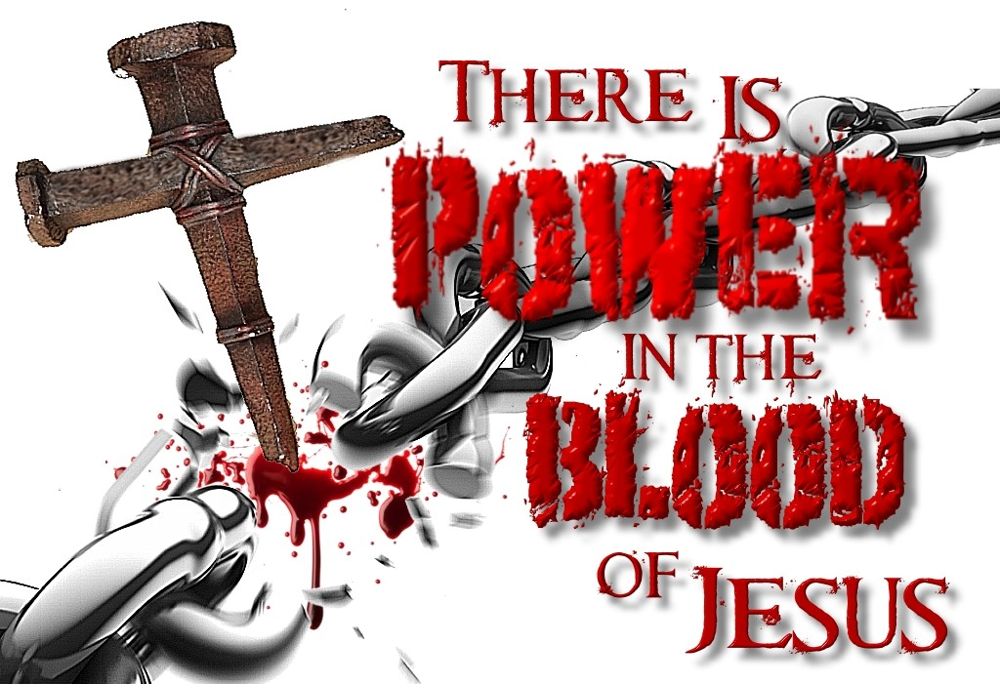 THERE IS
POWER
IN THE
BLOOD
OF JESUS